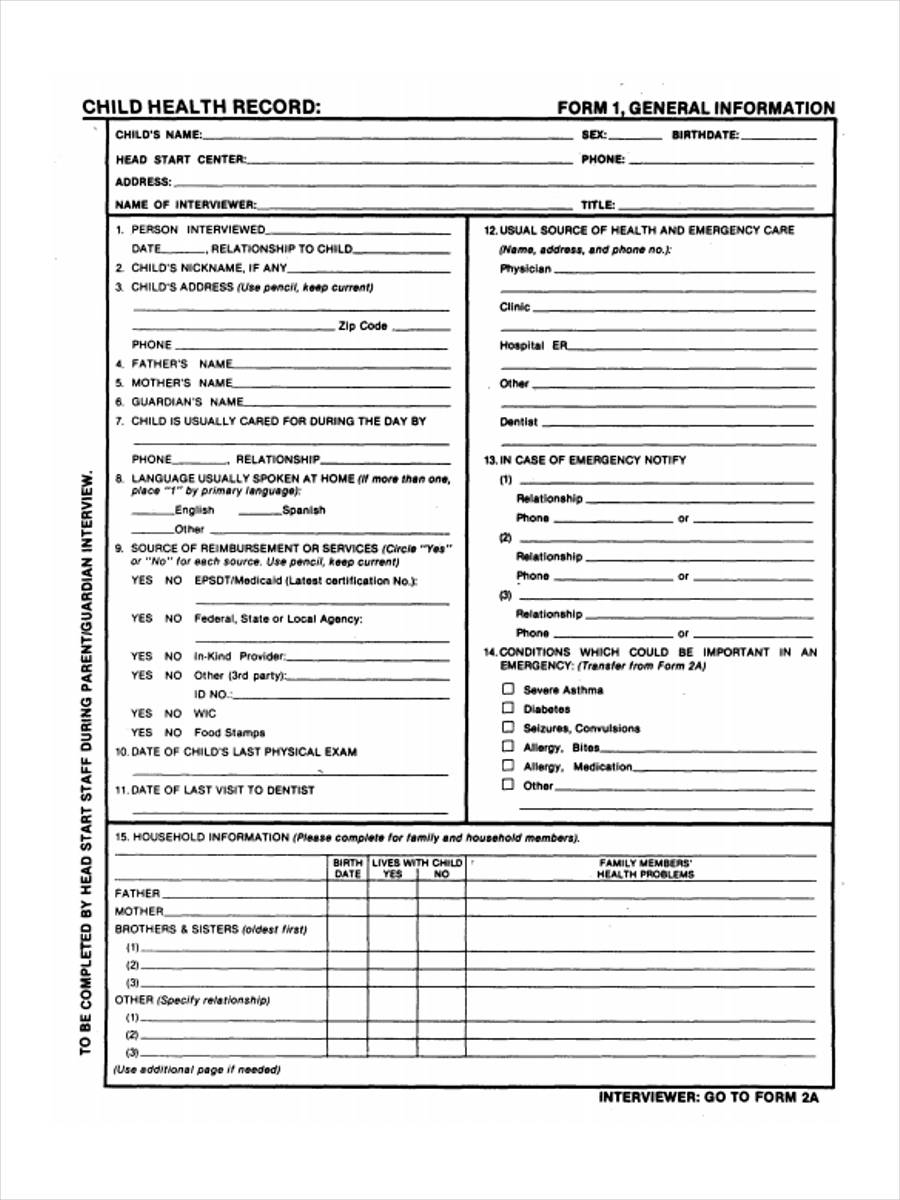 CHILD HEALTH RECORD: FORM 1, GENERAL INFORMATION
CHILD'S NAME: SEX: BIRTHDATE:
HEAD START CENTER: PHONE:
ADDRESS:
NAME OF INTERVIEWER: TITLE:
1. PERSON INTERVIEWED
DATE , RELATIONSHIP TO CHILD
2. CHILD'S NICKNAME, IF ANY
3. CHILD'S ADDRESS (Use pencil, keep current)
Zip Code
PHONE
4. FATHER'S NAME
5. MOTHER'S NAME
6. GUARDIAN'S NAME
7. CHILD IS USUALLY CARED FOR DURING THE DAY BY
PHONE , RELATIONSHIP
8. LANGUAGE USUALLY SPOKEN AT HOME (If more than one,
place "1" by primary language):
English Spanish
Other
9. SOURCE OF REIMBURSEMENT OR SERVICES (Circle "Yes"
or "No" for each source. Use pencil, keep current)
YES NO EPSDT/Medicaid (Latest certification No.):
YES NO Federal, State or Local Agency:
YES NO In-Kind Provider:
YES NO Other (3rd party):
ID NO.:
YES NO WIC
YES NO Food Stamps
10. DATE OF CHILD'S LAST PHYSICAL EXAM
11. DATE OF LAST VISIT TO DENTIST
12. USUAL SOURCE OF HEALTH AND EMERGENCY CARE
(Name, address, and phone no.):
Physician
Clinic
Hospital ER
Other
Dentist
13. IN CASE OF EMERGENCY NOTIFY
(1)
Relationship
Phone or
(2)
Relationship
Phone or
(3)
Relationship
Phone or
14. CONDITIONS WHICH COULD BE IMPORTANT IN AN
EMERGENCY: (Transfer from Form 2A)
Severe Asthma
Diabetes
Seizures, Convulsions
Allergy, Bites
Allergy, Medication
Other
15. HOUSEHOLD INFORMATION (Please complete for family and household members).
BIRTH LIVES WITH CHILD FAMILY MEMBERS'
DATE YES NO HEALTH PROBLEMS
FATHER
MOTHER
BROTHERS & SISTERS (oldest first)
(1)
(2)
(3)
OTHER (Specify relationship)
(1)
(2)
(3)
(Use additional page if needed)
INTERVIEWER: GO TO FORM 2A
TO BE COMPLETED BY HEAD START STAFF DURING PARENT/GUARDIAN INTERVIEW.